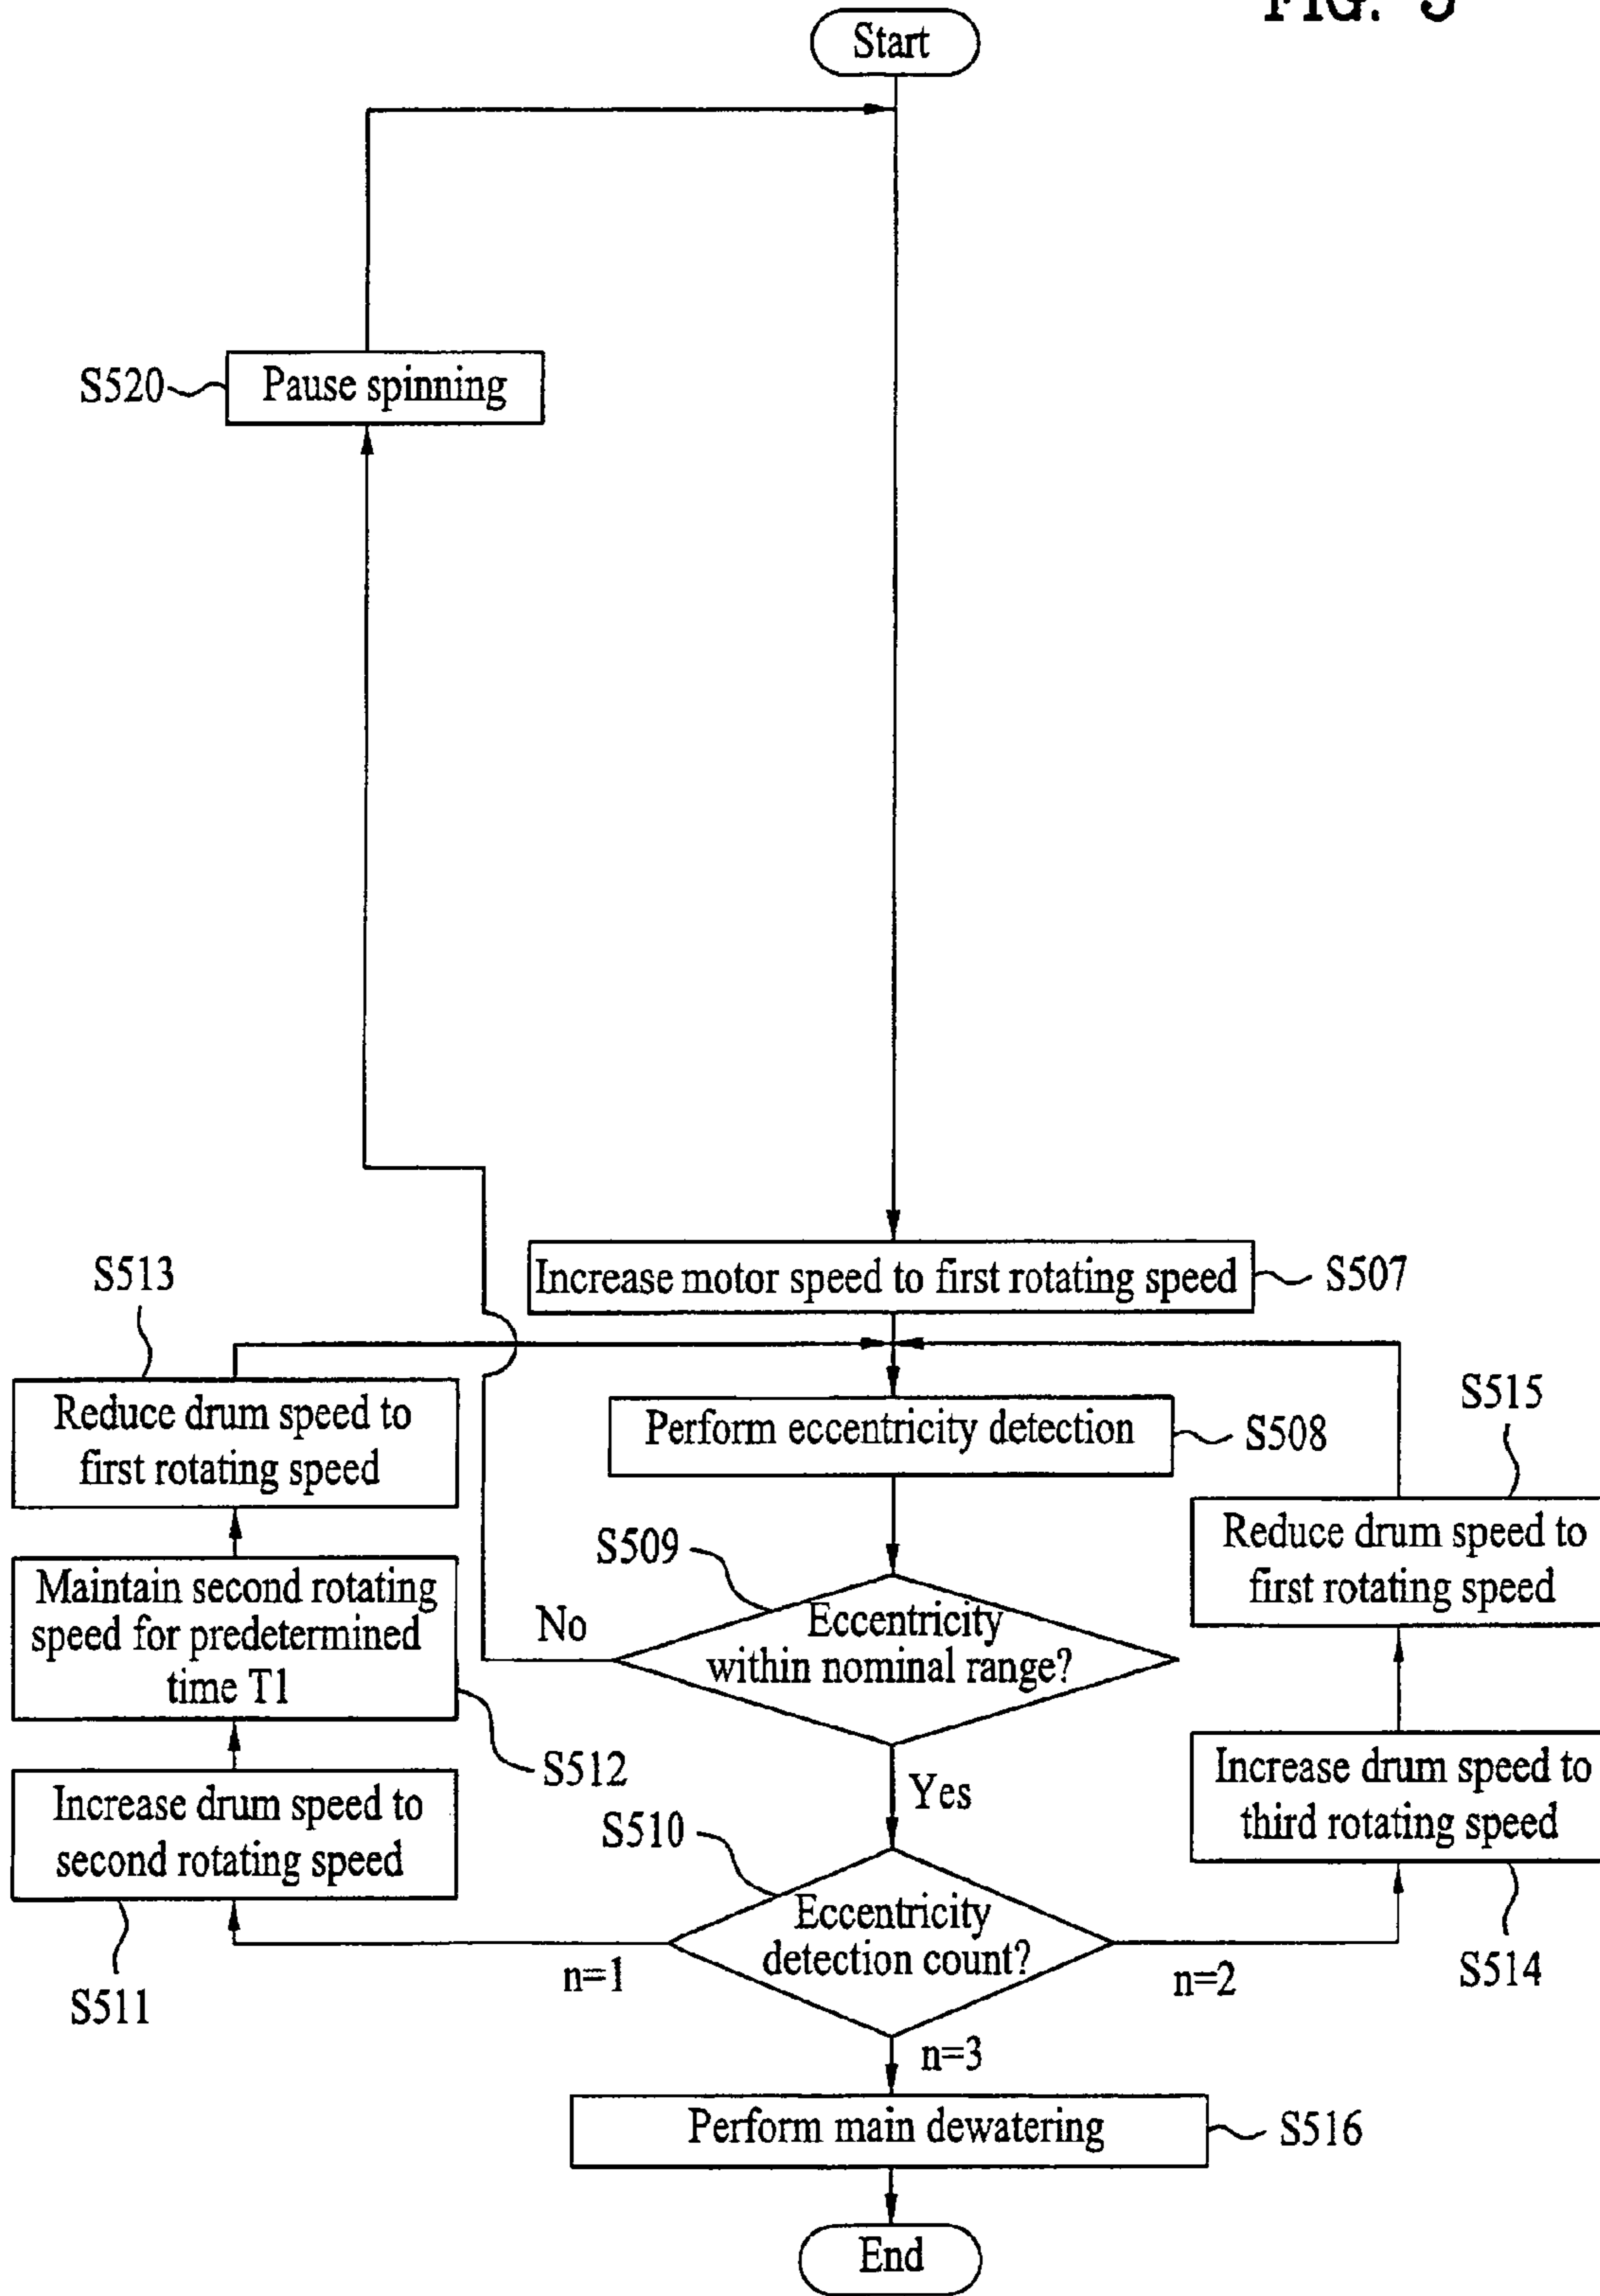 FIG. 5
Start
S520
Pause spinning
Increase motor speed to first rotating speed
S507
S513
Reduce drum speed to
first rotating speed
Perform eccentricity detection
S508
S515
Reduce drum speed to
first rotating speed
S509
Eccentricity
within nominal range?
No
Maintain second rotating
speed for predetermined
time T1
S512
Yes
Increase drum speed to
third rotating speed
S514
Increase drum speed to
second rotating speed
S511
S510
Eccentricity
detection count?
n=1
n=2
n=3
Perform main dewatering
S516
End